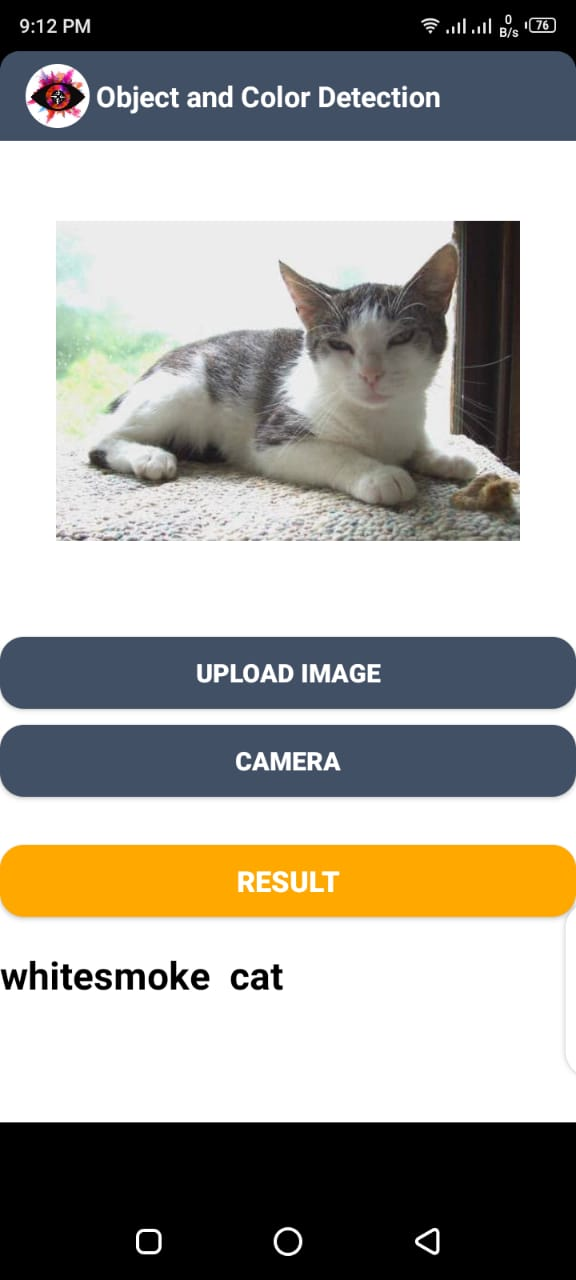 9:12 PM
0
B/s
76
Object and Color Detection
UPLOAD IMAGE
CAMERA
RESULT
whitesmoke cat